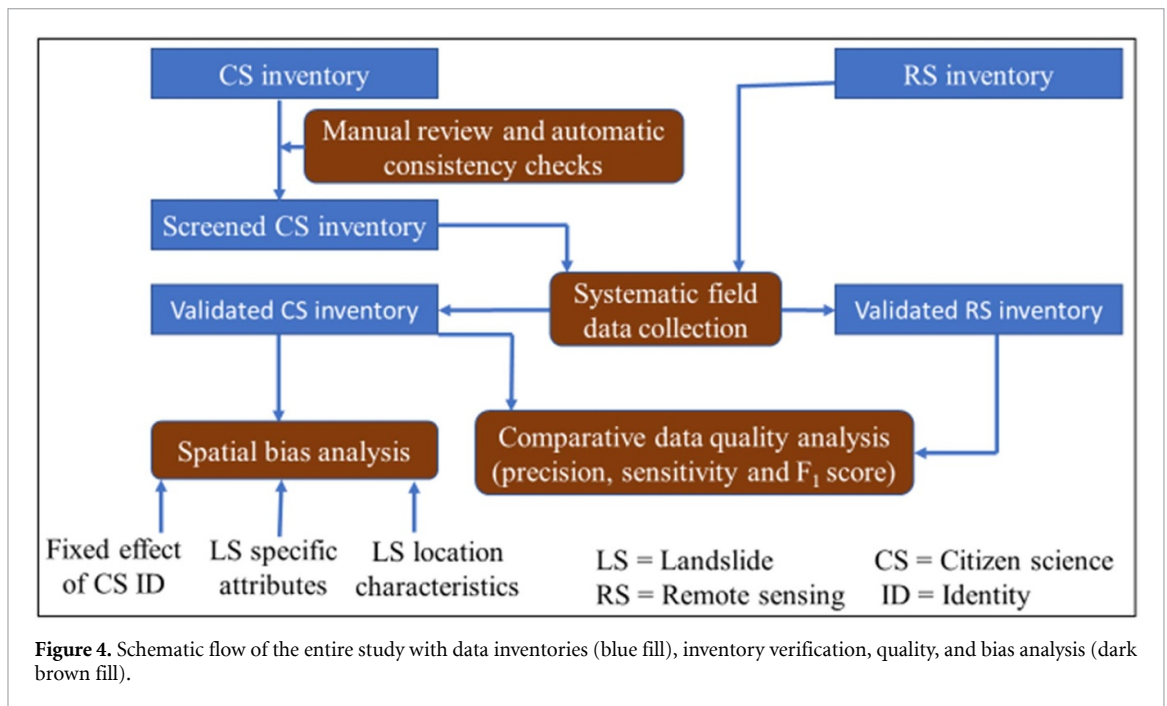 CS inventory
RS inventory
Manual review and automatic
consistency checks
Screened CS inventory
Systematic field
data collection
Validated CS inventory
Validated RS inventory
Spatial bias analysis
Comparative data quality analysis
(precision, sensitivity and F₁ score)
Fixed effect
of CS ID
LS specific
attributes
LS location
characteristics
LS = Landslide
CS = Citizen science
RS = Remote sensing
ID = Identity
Figure 4. Schematic flow of the entire study with data inventories (blue fill), inventory verification, quality, and bias analysis (dark
brown fill).